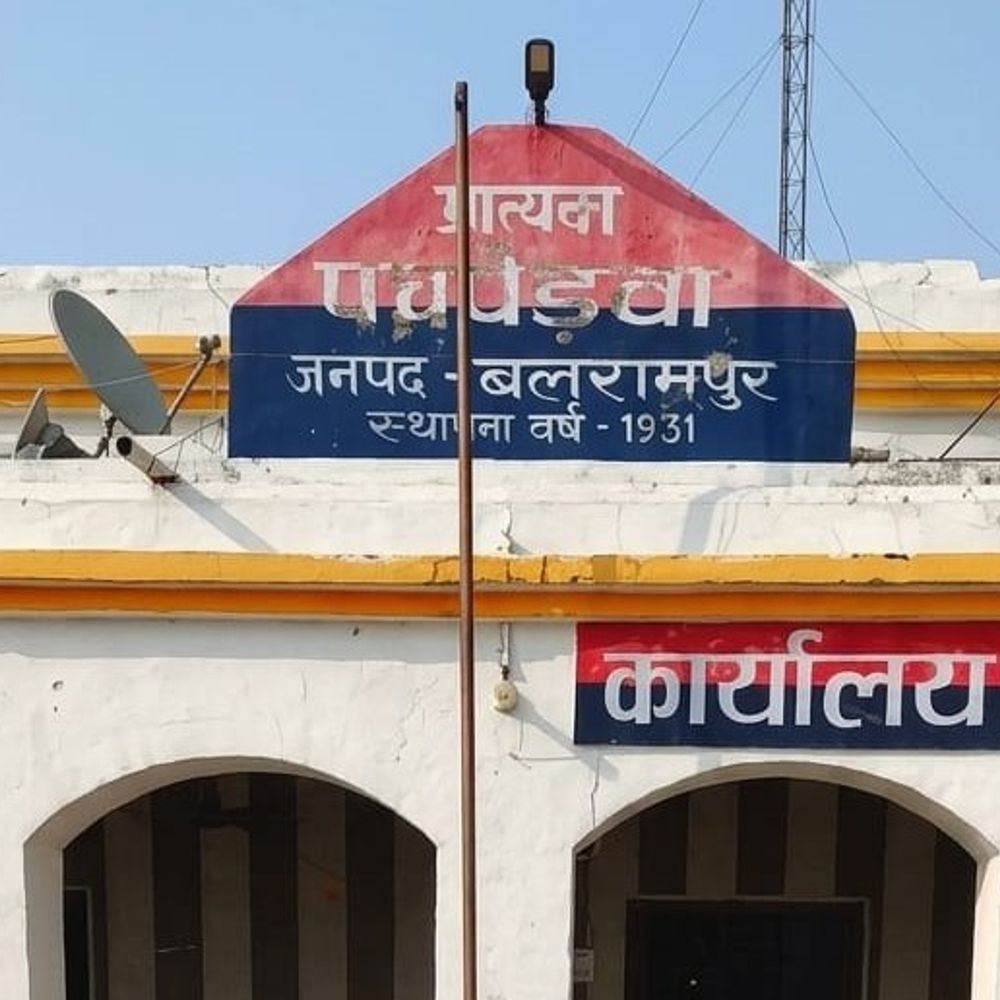 पचपेड़वा
जनपद - बलरामपुर
स्थापना वर्ष - 1931
कार्यालय